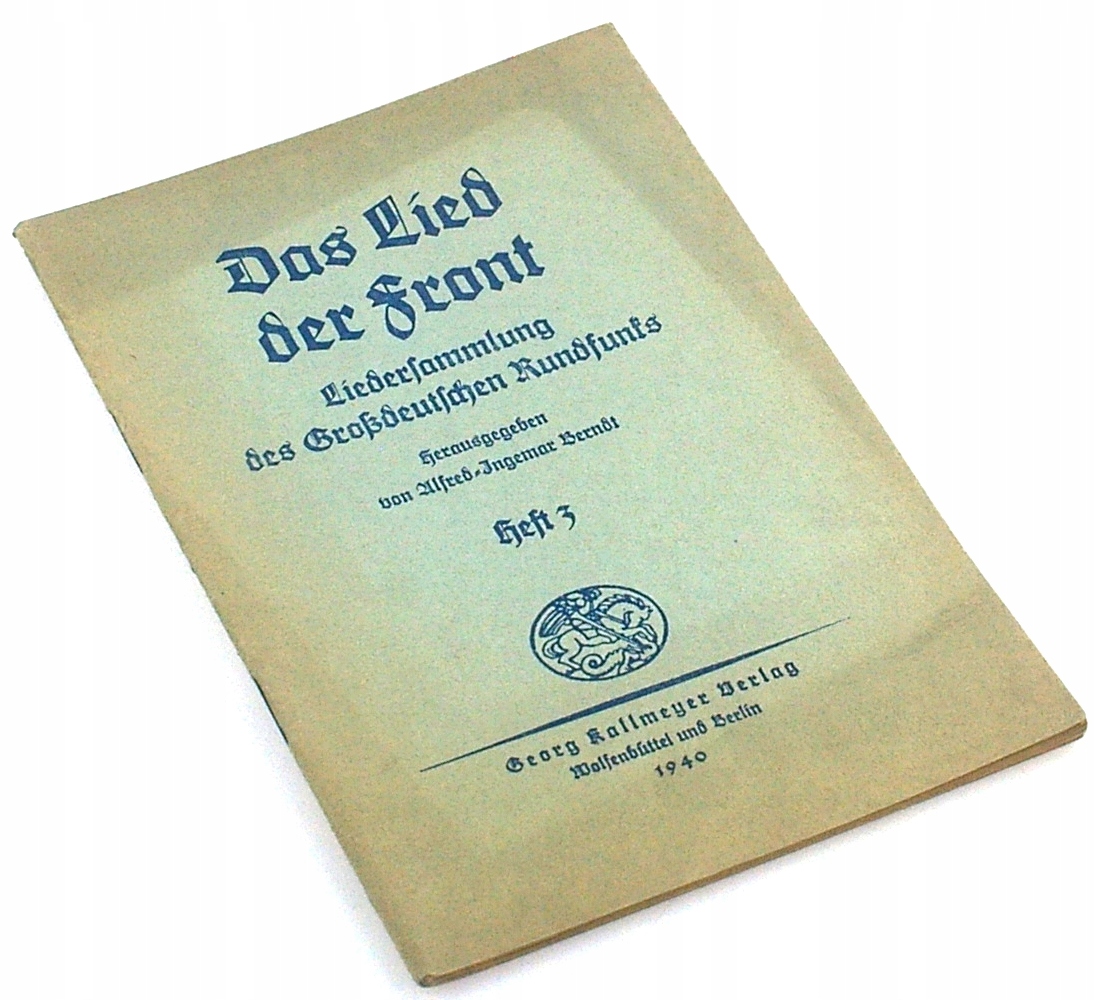 Das Lied
der Front
Liedersammlung
des Großdeutschen Rundfunks
Herausgegeben
von Alfred-Ingemar Berndt
Heft 3
Georg Kallmeyer Verlag
Wolfenbüttel und Berlin
1940